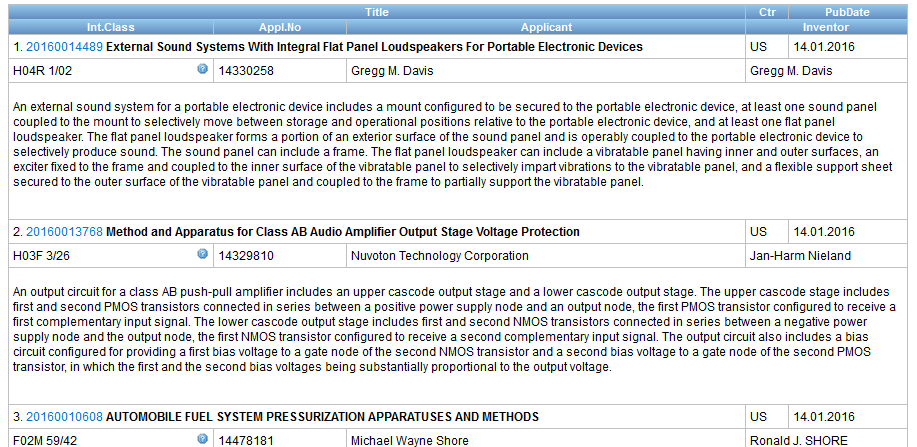 Title Ctr PubDate
Int.Class Appl.No Applicant Inventor
1. 20160014489 External Sound Systems With Integral Flat Panel Loudspeakers For Portable Electronic Devices US 14.01.2016
H04R 1/02 14330258 Gregg M. Davis Gregg M. Davis
An external sound system for a portable electronic device includes a mount configured to be secured to the portable electronic device, at least one sound panel
coupled to the mount to selectively move between storage and operational positions relative to the portable electronic device, and at least one flat panel
loudspeaker. The flat panel loudspeaker forms a portion of an exterior surface of the sound panel and is operably coupled to the portable electronic device to
selectively produce sound. The sound panel can include a frame. The flat panel loudspeaker can include a vibratable panel having inner and outer surfaces, an
exciter fixed to the frame and coupled to the inner surface of the vibratable panel to selectively impart vibrations to the vibratable panel, and a flexible support sheet
secured to the outer surface of the vibratable panel and coupled to the frame to partially support the vibratable panel.
2. 20160013768 Method and Apparatus for Class AB Audio Amplifier Output Stage Voltage Protection US 14.01.2016
H03F 3/26 14329810 Nuvoton Technology Corporation Jan-Harm Nieland
An output circuit for a class AB push-pull amplifier includes an upper cascode output stage and a lower cascode output stage. The upper cascode stage includes
first and second PMOS transistors connected in series between a positive power supply node and an output node, the first PMOS transistor configured to receive a
first complementary input signal. The lower cascode output stage includes first and second NMOS transistors connected in series between a negative power
supply node and the output node, the first NMOS transistor configured to receive a second complementary input signal. The output circuit also includes a bias
circuit configured for providing a first bias voltage to a gate node of the second NMOS transistor and a second bias voltage to a gate node of the second PMOS
transistor, in which the first and the second bias voltages being substantially proportional to the output voltage.
3. 20160010608 AUTOMOBILE FUEL SYSTEM PRESSURIZATION APPARATUSES AND METHODS US 14.01.2016
F02M 59/42 14478181 Michael Wayne Shore Ronald J. SHORE